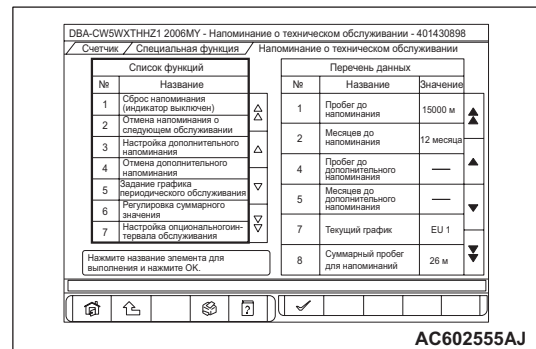 DBA-CW5WXTHHZ1 2006MY - Напоминание о техническом обслуживании - 401430898
Счетчик / Специальная функция / Напоминание о техническом обслуживании
Список функций
№ Название
1 Сброс напоминания
(индикатор выключен)
2 Отмена напоминания о
следующем обслуживании
3 Настройка дополнительного
напоминания
4 Отмена дополнительного
напоминания
5 Задание графика
периодического обслуживания
6 Регулировка суммарного
значения
7 Настройка опциональногоин-
тервала обслуживания
Нажмите название элемента для
выполнения и нажмите OK.
Перечень данных
№ Название Значение
1 Пробег до
напоминания 15000 м
2 Месяцев до
напоминания 12 месяца
4 Пробег до
дополнительного
напоминания —
5 Месяцев до
дополнительного
напоминания —
7 Текущий график EU 1
8 Суммарный пробег
для напоминаний 26 м
?
AC602555AJ